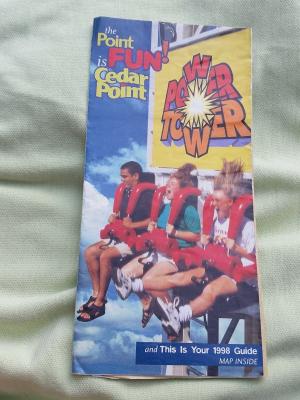 the
Point
is FUN!
Cedar
Point
POWER
TOWER
and This Is Your 1998 Guide
MAP INSIDE